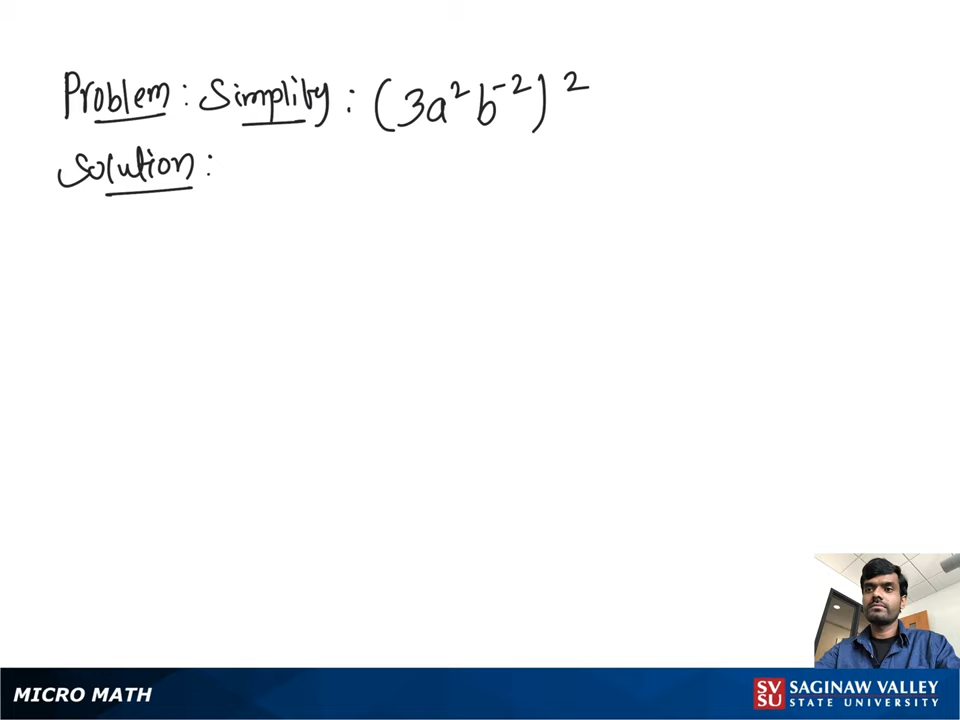 Problem: Simplify: (3a²b⁻²)²
Solution:
MICRO MATH
SV
SU
SAGINAW VALLEY
STATE UNIVERSITY